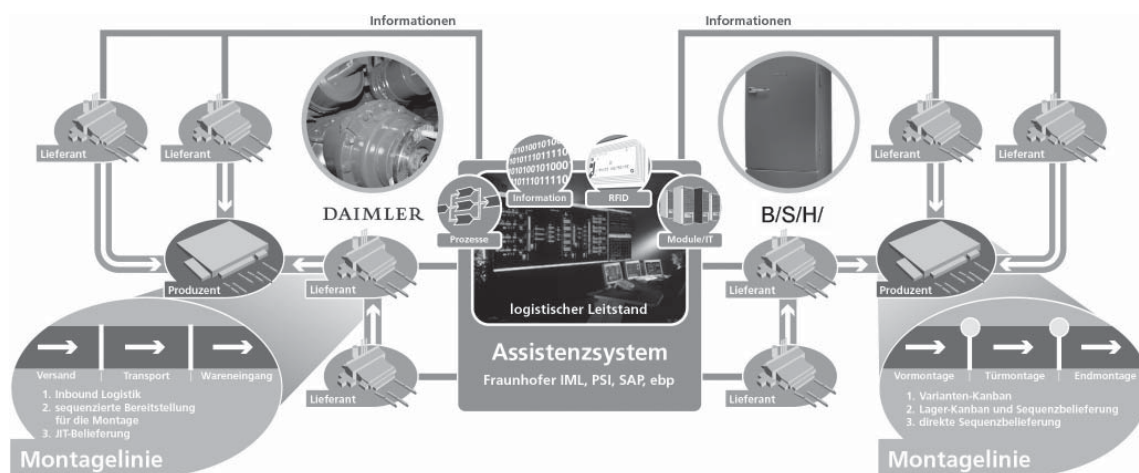 Informationen
Informationen
Lieferant
Lieferant
DAIMLER
Produzent
Lieferant
Lieferant
Prozesse
Information
RFID
Module/IT
logistischer Leitstand
Assistenzsystem
Fraunhofer IML, PSI, SAP, ebp
B/S/H/
Lieferant
Lieferant
Lieferant
Produzent
Lieferant
Versand
Transport
Wareneingang
1. Inbound Logistik
2. sequenzierte Bereitstellung
für die Montage
3. JIT-Belieferung
Montagelinie
Vormontage
Türmontage
Endmontage
1. Varianten-Kanban
2. Lager-Kanban und Sequenzbelieferung
3. direkte Sequenzbelieferung
Montagelinie